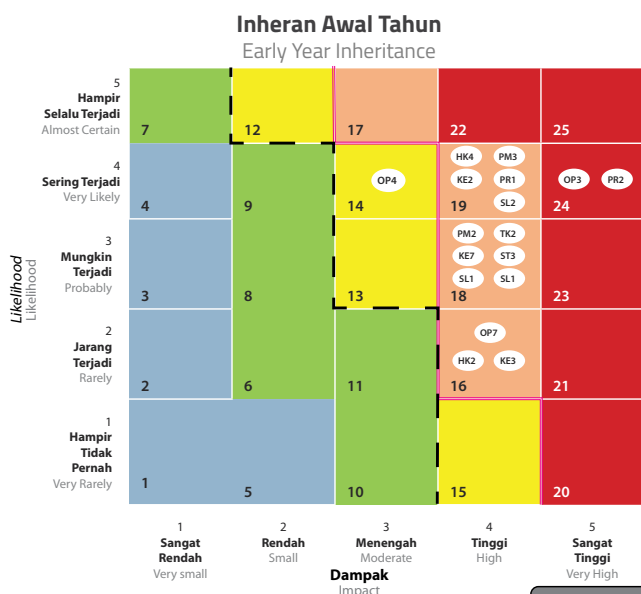 Inheran Awal Tahun
Early Year Inheritance
5
Hampir
Selalu Terjadi
Almost Certain
7
12
17
22
25
4
Sering Terjadi
Very Likely
HK4 PM3
OP4
KE2 PR1
OP3 PR2
SL2
4
9
14
19
24
3
Mungkin
Terjadi
Probably
PM2 TK2
KE7 ST3
SL1 SL1
3
8
13
18
23
Likelihood
Likelihood
2
Jarang
Terjadi
Rarely
OP7
HK2 KE3
2
6
11
16
21
1
Hampir
Tidak
Pernah
Very Rarely
1
5
10
15
20
1
Sangat
Rendah
Very small
2
Rendah
Small
3
Menengah
Moderate
4
Tinggi
High
5
Sangat
Tinggi
Very High
Dampak
Impact